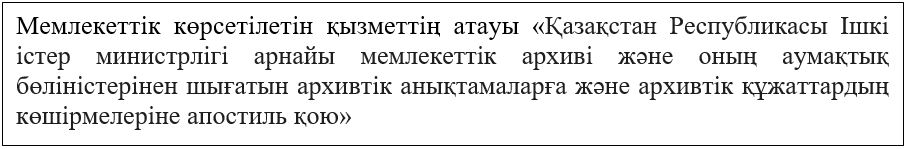 Мемлекеттік көрсетілетін қызметтің атауы «Қазақстан Республикасы Ішкі
істер министрлігі арнайы мемлекеттік архиві және оның аумақтық
бөліністерінен шығатын архивтік анықтамаларға және архивтік құжаттардың
көшірмелеріне апостиль қою»